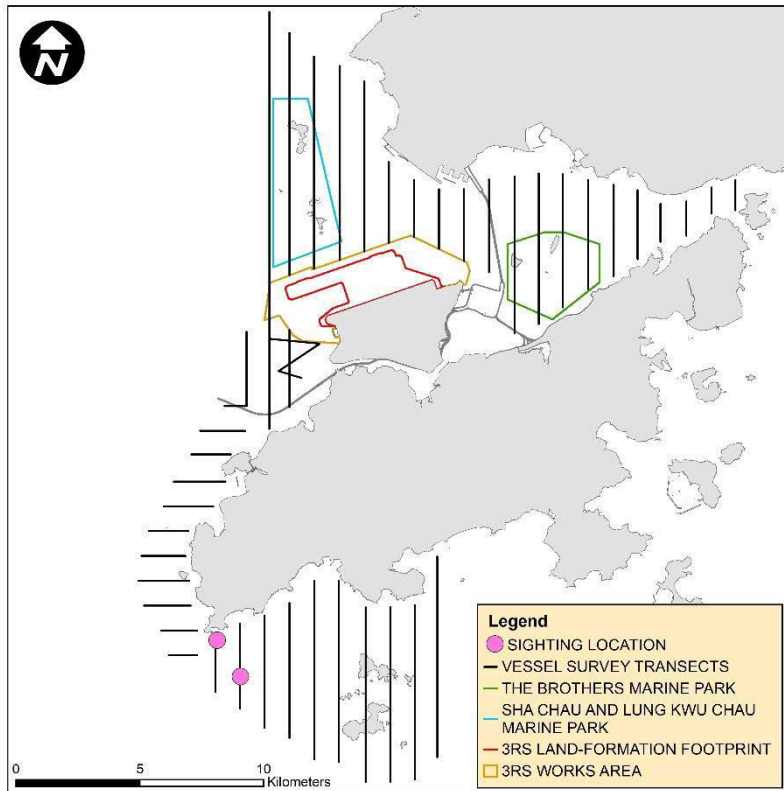 N
Legend
SIGHTING LOCATION
VESSEL SURVEY TRANSECTS
THE BROTHERS MARINE PARK
SHA CHAU AND LUNG KWU CHAU
MARINE PARK
3RS LAND-FORMATION FOOTPRINT
3RS WORKS AREA
0 5 10
Kilometers